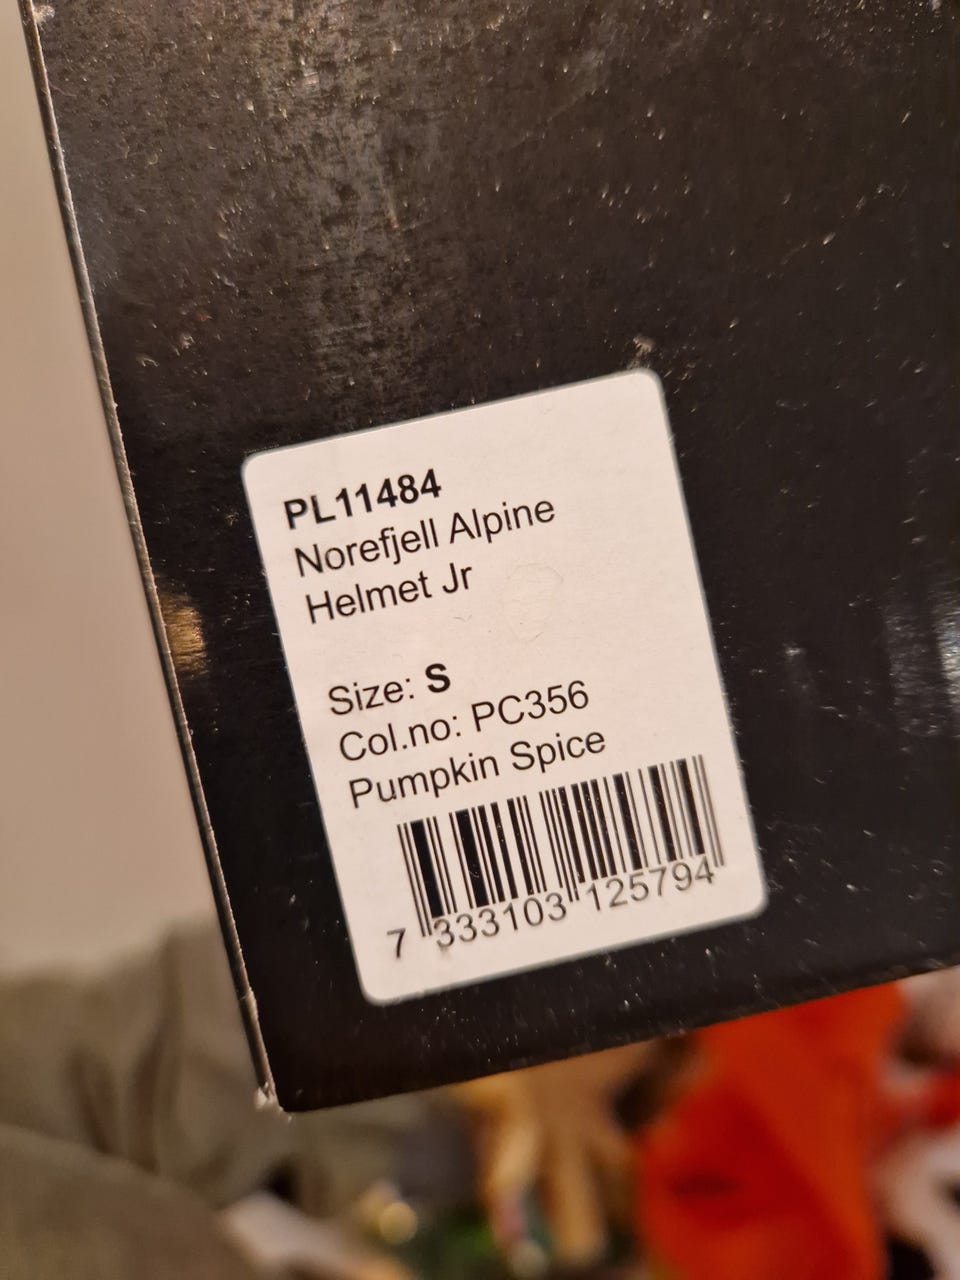 PL11484
Norefjell Alpine
Helmet Jr
Size: S
Col.no: PC356
Pumpkin Spice
7 333103 125794